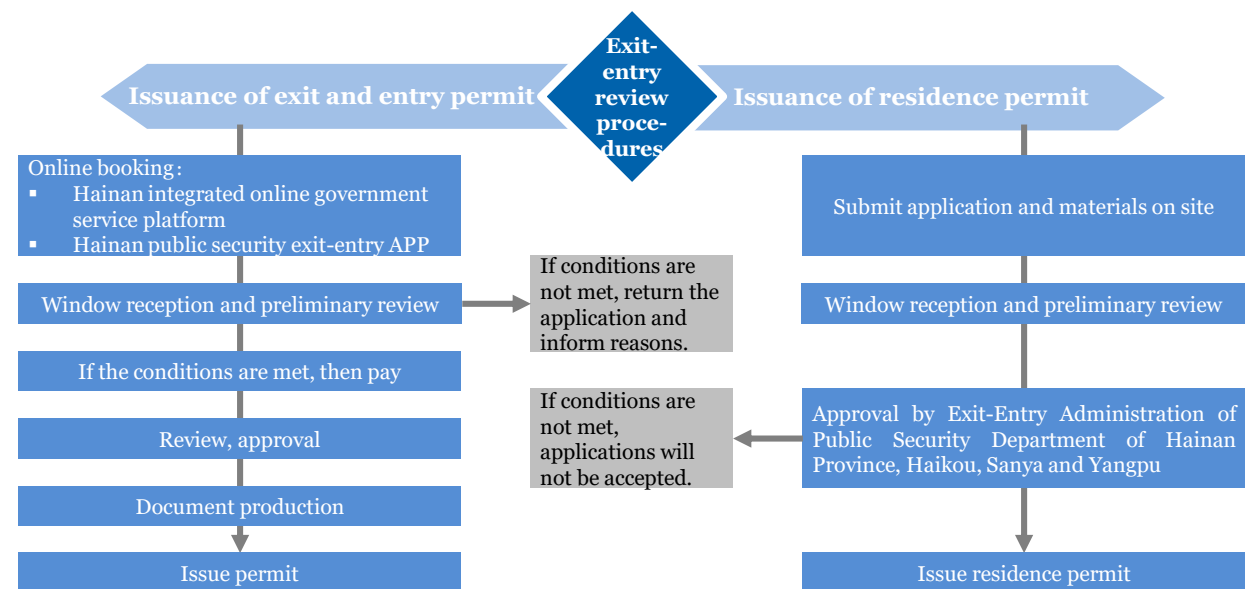 Exit-
entry
review
proce-
dures
Issuance of exit and entry permit
Issuance of residence permit
Online booking：
▪ Hainan integrated online government
service platform
▪ Hainan public security exit-entry APP
Window reception and preliminary review
If the conditions are met, then pay
Review, approval
Document production
Issue permit
If conditions are
not met, return the
application and
inform reasons.
If conditions are
not met,
applications will
not be accepted.
Submit application and materials on site
Window reception and preliminary review
Approval by Exit-Entry Administration of
Public Security Department of Hainan
Province, Haikou, Sanya and Yangpu
Issue residence permit